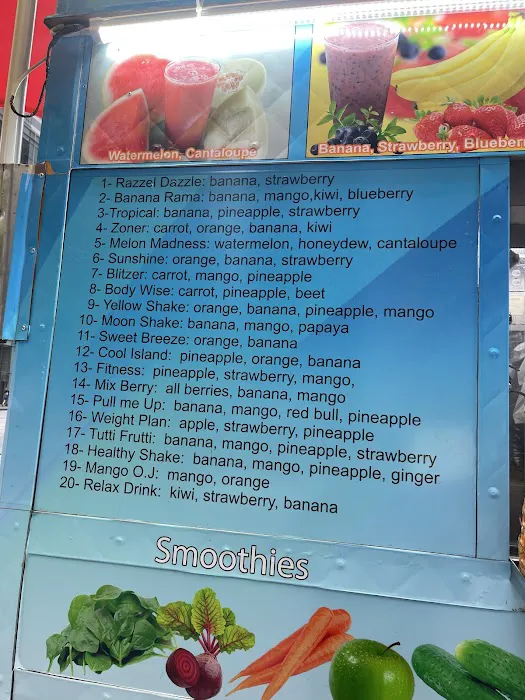 Watermelon, Cantaloupe
Banana, Strawberry, Blueber
1- Razzel Dazzle: banana, strawberry
2- Banana Rama: banana, mango,kiwi, blueberry
3-Tropical: banana, pineapple, strawberry
4- Zoner: carrot, orange, banana, kiwi
5- Melon Madness: watermelon, honeydew, cantaloupe
6- Sunshine: orange, banana, strawberry
7- Blitzer: carrot, mango, pineapple
8- Body Wise: carrot, pineapple, beet
9- Yellow Shake: orange, banana, pineapple, mango
10- Moon Shake: banana, mango, papaya
11- Sweet Breeze: orange, banana
12- Cool Island: pineapple, orange, banana
13- Fitness: pineapple, strawberry, mango,
14- Mix Berry: all berries, banana, mango
15- Pull me Up: banana, mango, red bull, pineapple
16- Weight Plan: apple, strawberry, pineapple
17- Tutti Frutti: banana, mango, pineapple, strawberry
18- Healthy Shake: banana, mango, pineapple, ginger
19- Mango O.J: mango, orange
20- Relax Drink: kiwi, strawberry, banana
Smoothies